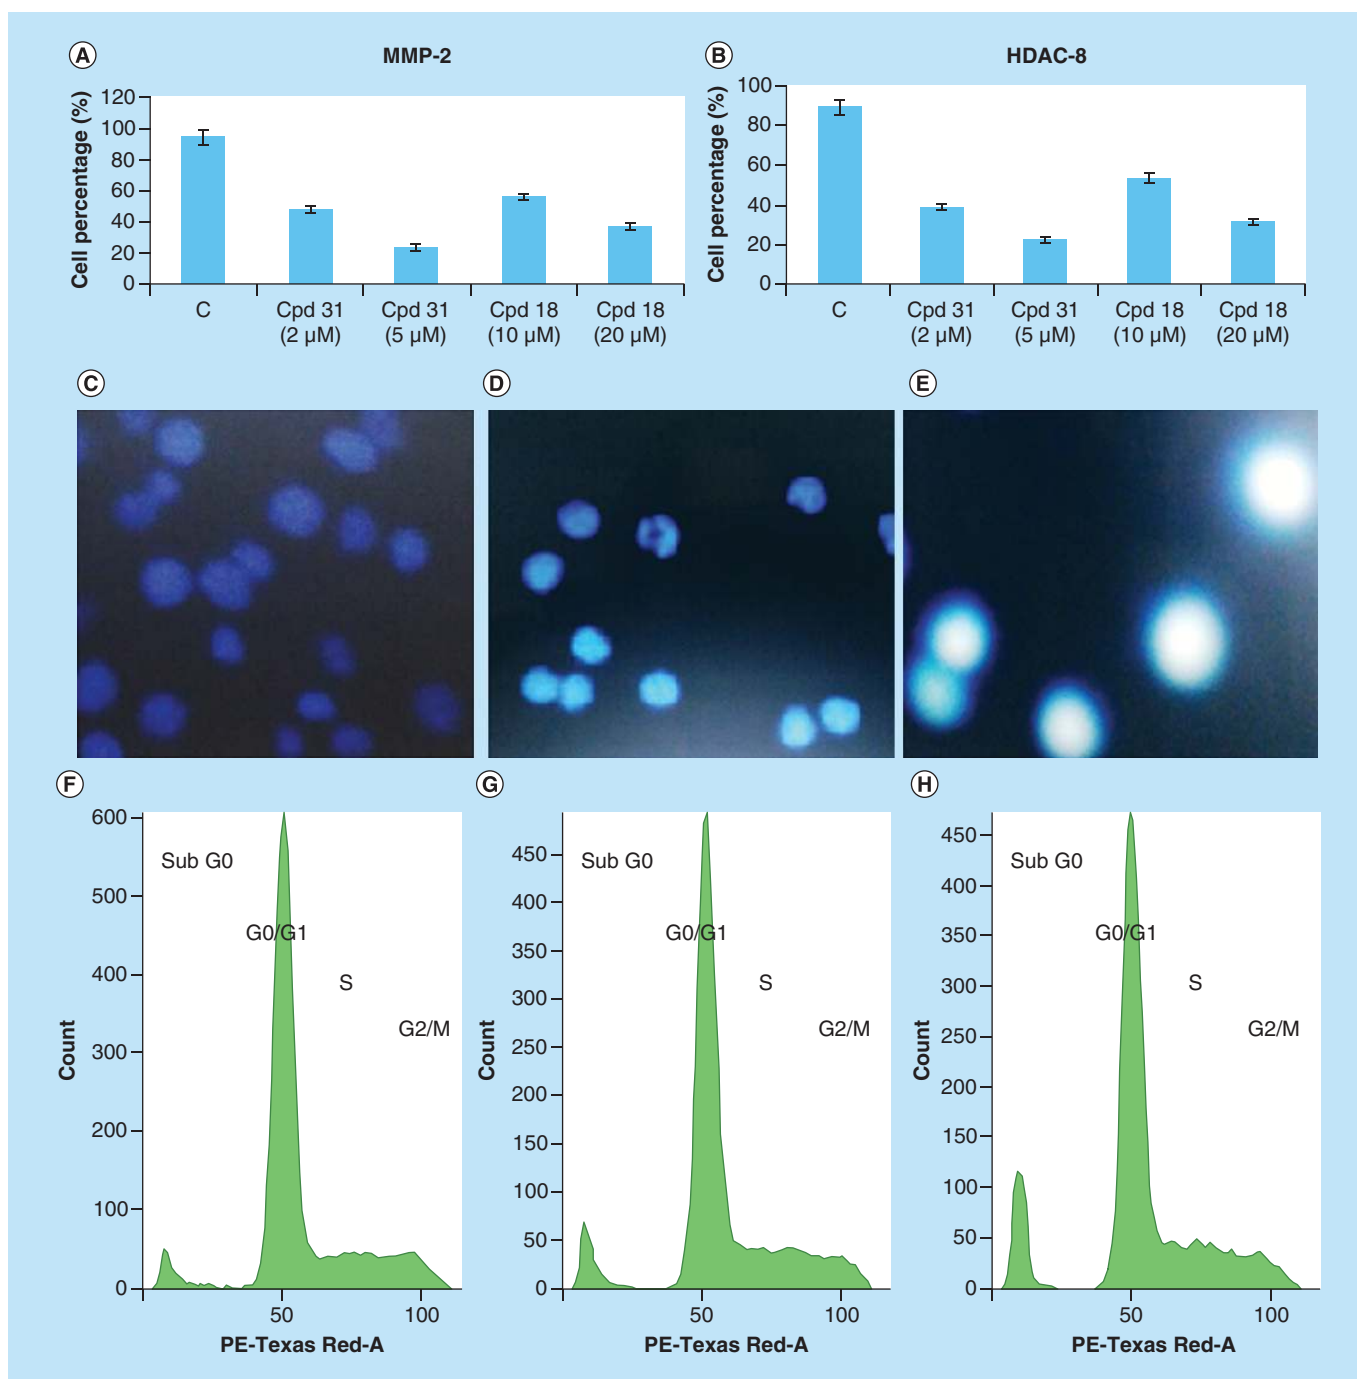 A
MMP-2
Cell percentage (%)
120
100
80
60
40
20
0
C
Cpd 31
(2 µM)
Cpd 31
(5 µM)
Cpd 18
(10 µM)
Cpd 18
(20 µM)
B
HDAC-8
Cell percentage (%)
100
80
60
40
20
0
C
Cpd 31
(2 µM)
Cpd 31
(5 µM)
Cpd 18
(10 µM)
Cpd 18
(20 µM)
C
D
E
F
Count
600
500
400
300
200
100
0
Sub G0
G0/G1
S
G2/M
50
100
PE-Texas Red-A
G
Count
450
400
350
300
250
200
150
100
50
0
Sub G0
G0/G1
S
G2/M
50
100
PE-Texas Red-A
H
Count
450
400
350
300
250
200
150
100
50
0
Sub G0
G0/G1
S
G2/M
50
100
PE-Texas Red-A